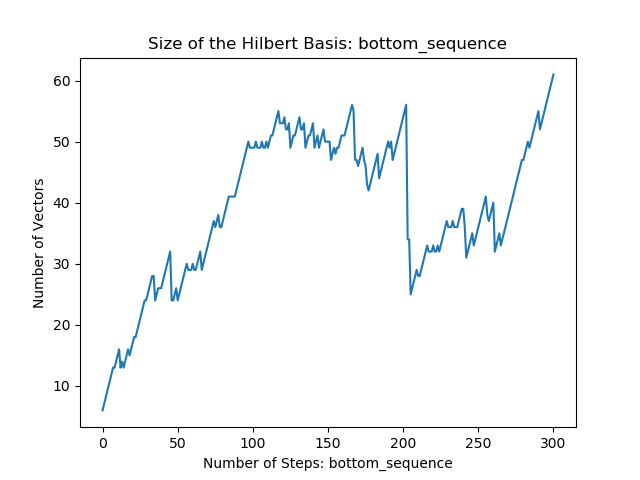 Size of the Hilbert Basis: bottom_sequence
60
50
40
30
20
10
Number of Vectors
0 50 100 150 200 250 300
Number of Steps: bottom_sequence